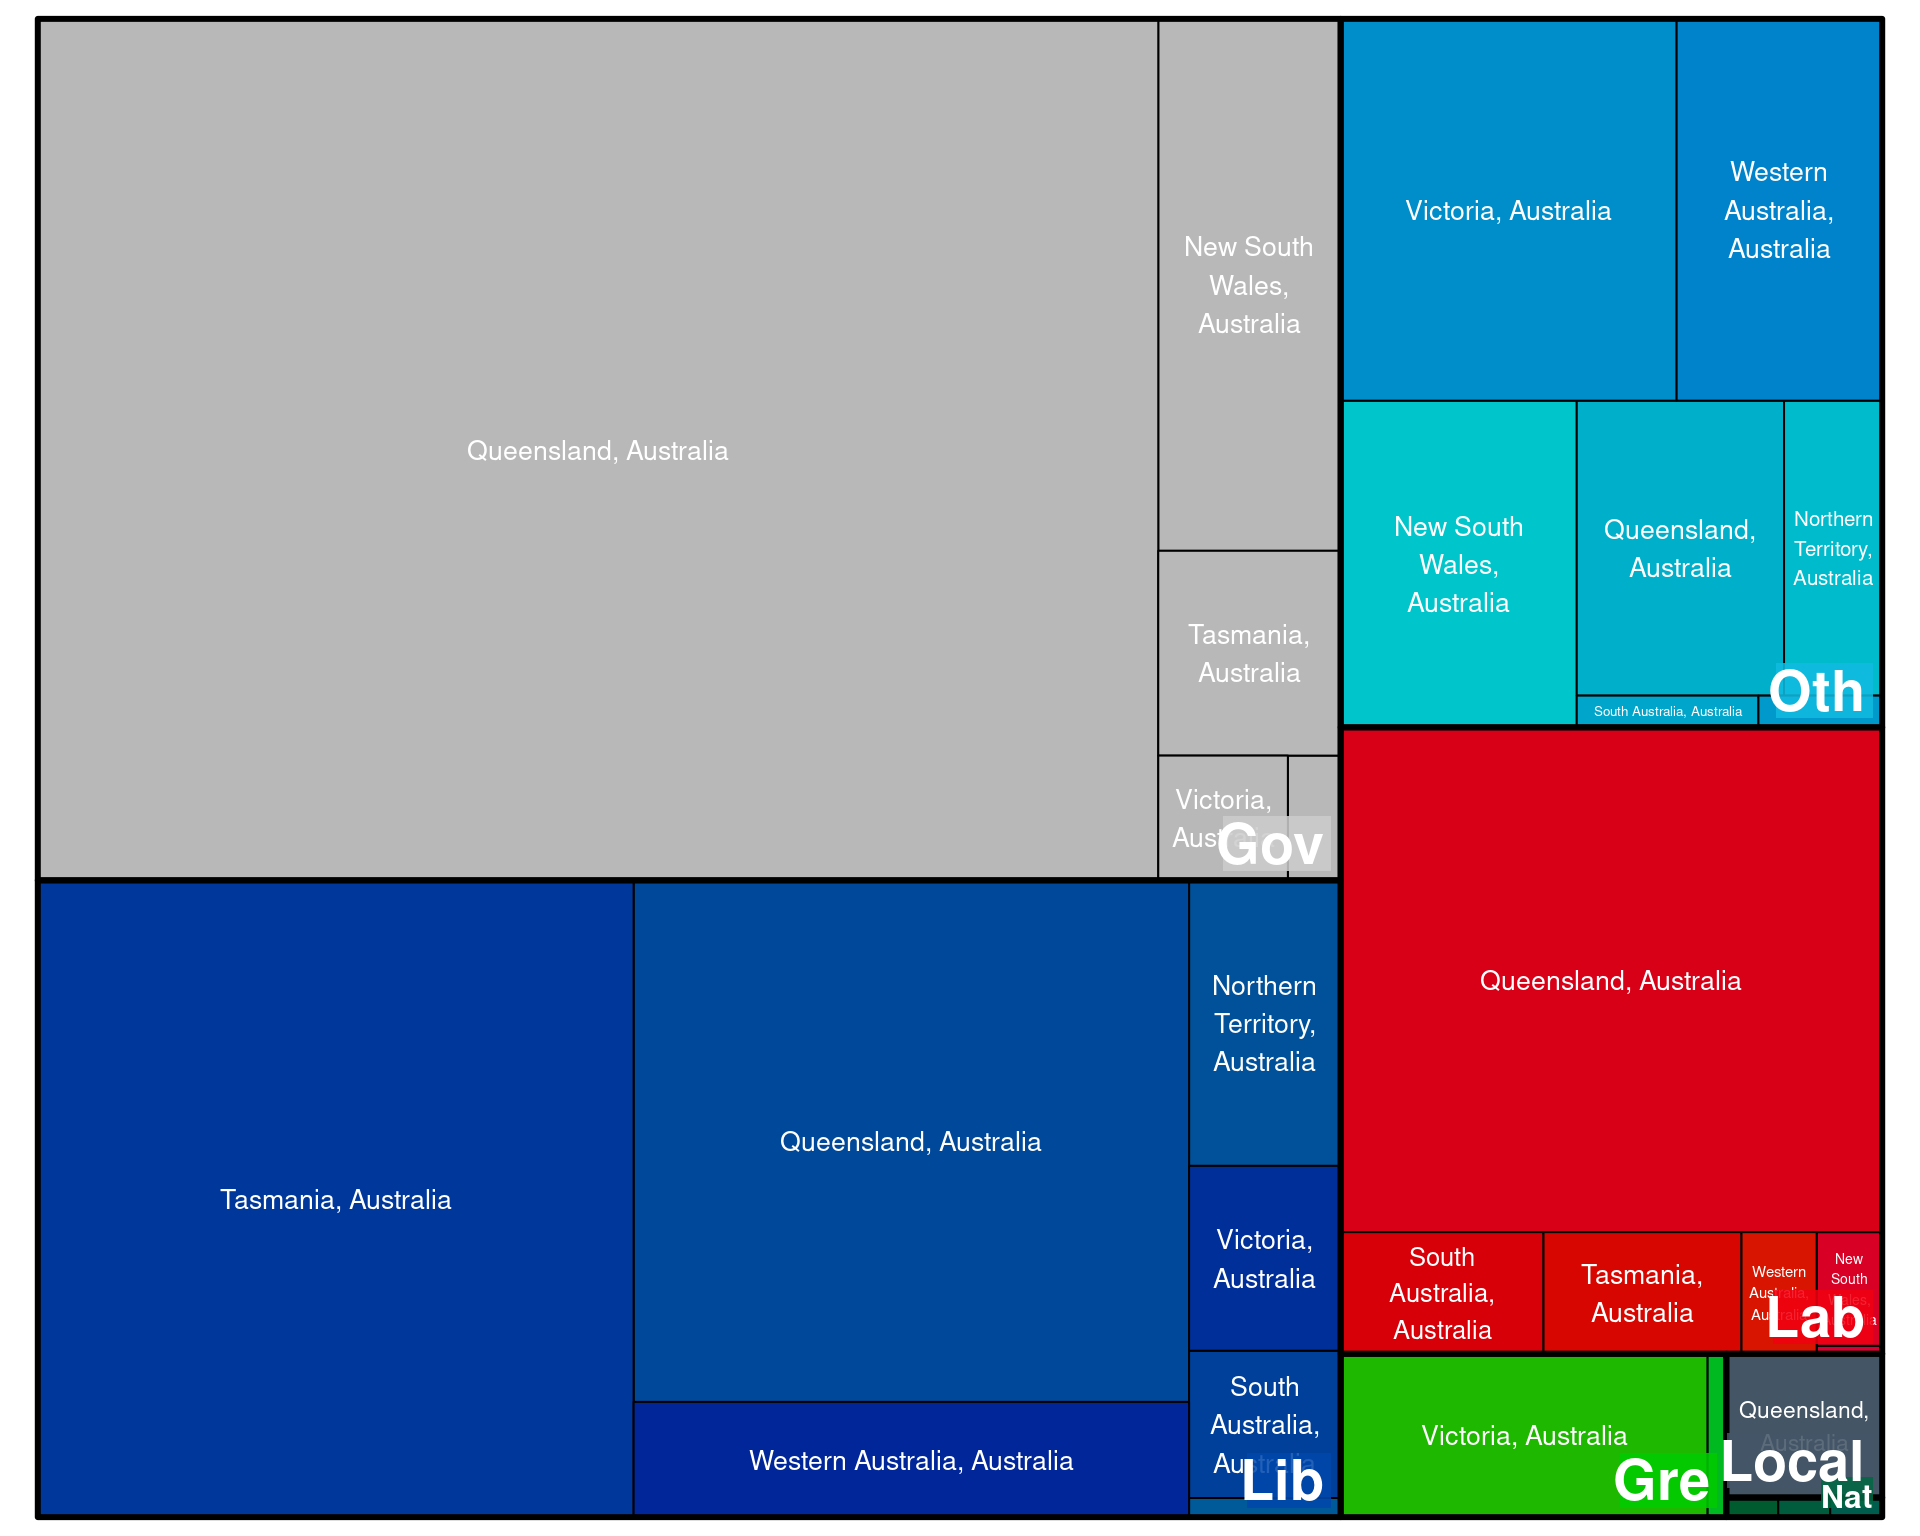 Queensland, Australia
New South
Wales,
Australia
Tasmania,
Australia
Victoria,
Gov
Victoria, Australia
Western
Australia,
Australia
New South
Wales,
Australia
Queensland,
Australia
Northern
Territory,
Australia
South Australia, Australia
Oth
Tasmania, Australia
Queensland, Australia
Western Australia, Australia
Northern
Territory,
Australia
Victoria,
Australia
South
Australia,
Lib
Queensland, Australia
South
Australia,
Australia
Tasmania,
Australia
Western
Australia,
New
South
Wales,
Lab
Victoria, Australia
Gre
Queensland,
Australia
Local
Nat